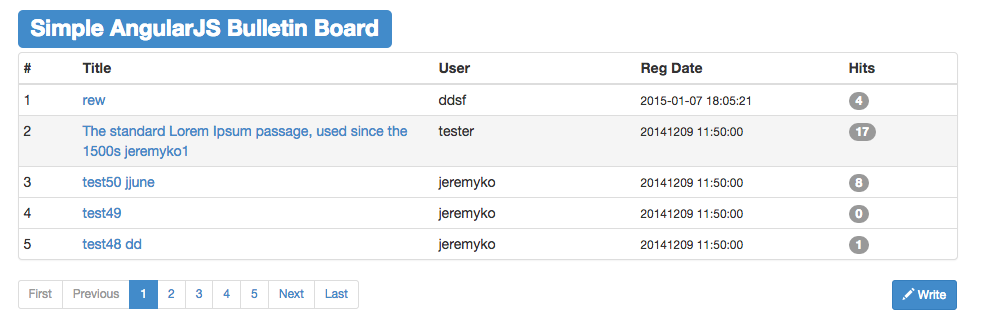 Simple AngularJS Bulletin Board
# Title User Reg Date Hits
1 rew ddsf 2015-01-07 18:05:21 4
2 The standard Lorem Ipsum passage, used since the tester 20141209 11:50:00 17
1500s jeremyko1
3 test50 jjune jeremyko 20141209 11:50:00 8
4 test49 jeremyko 20141209 11:50:00 0
5 test48 dd jeremyko 20141209 11:50:00 1
First Previous 1 2 3 4 5 Next Last Write